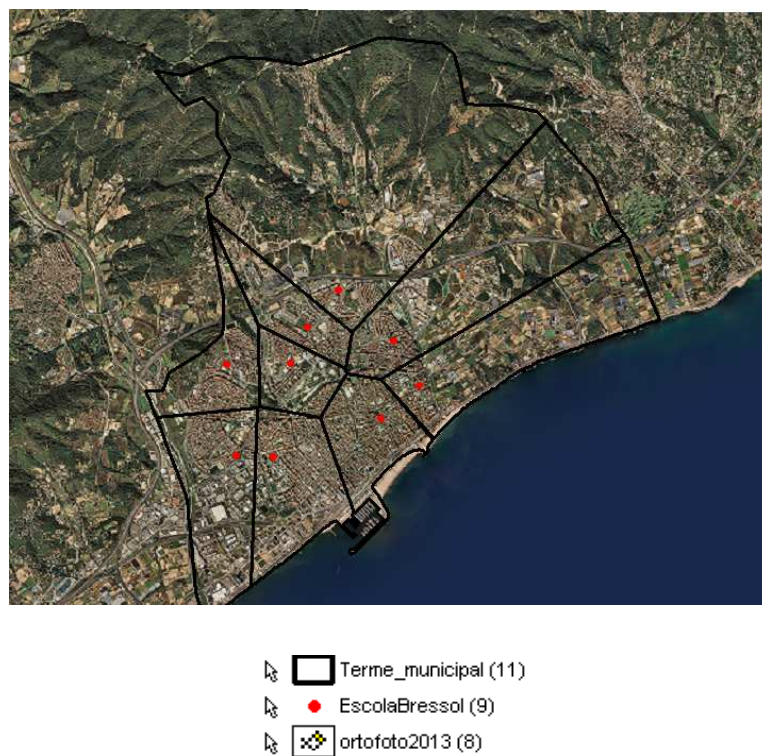 Terme_municipal (11)
EscolaBressol (9)
ortofoto2013 (8)